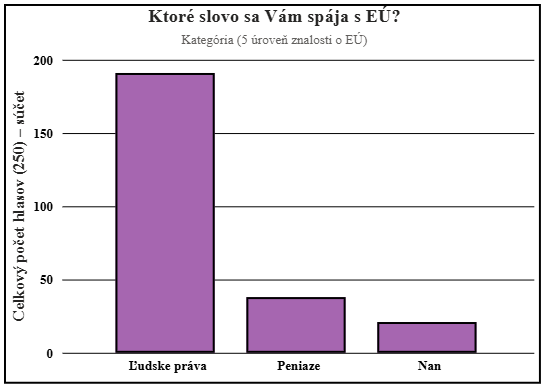 Ktoré slovo sa Vám spája s EÚ?
Kategória (5 úroveň znalosti o EÚ)
Celkový počet hlasov (250) – súčet
200
150
100
50
0
Ľudske práva
Peniaze
Nan